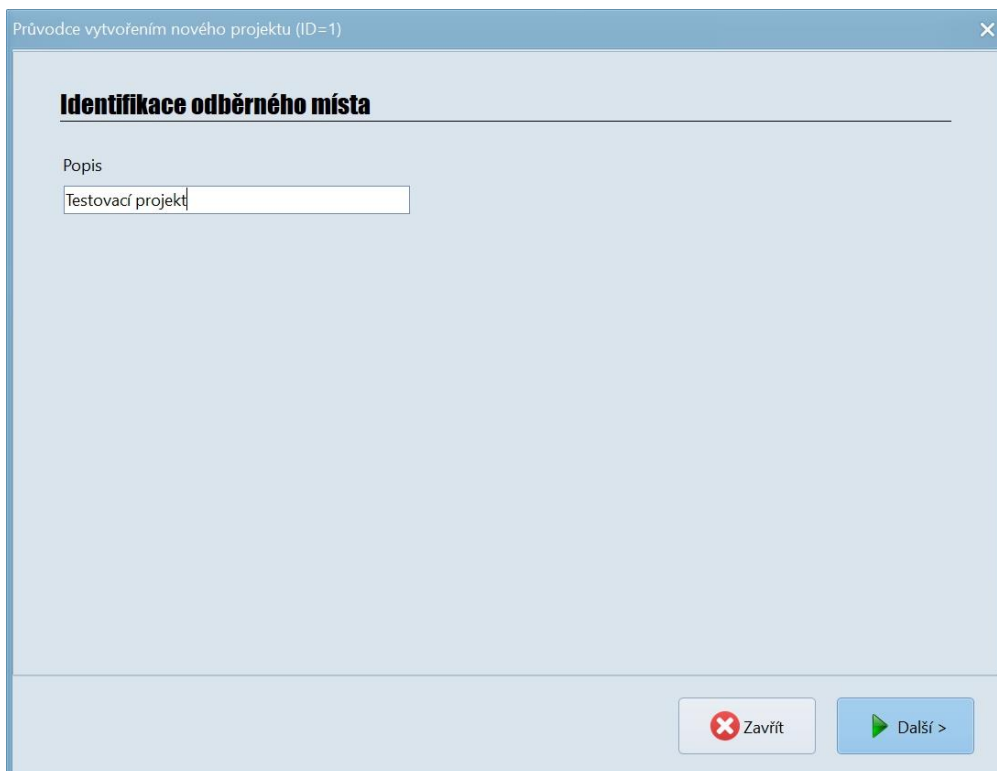 Průvodce vytvořením nového projektu (ID=1)
Identifikace odběrného místa
Popis
Testovací projekt
Zavřít
Další >